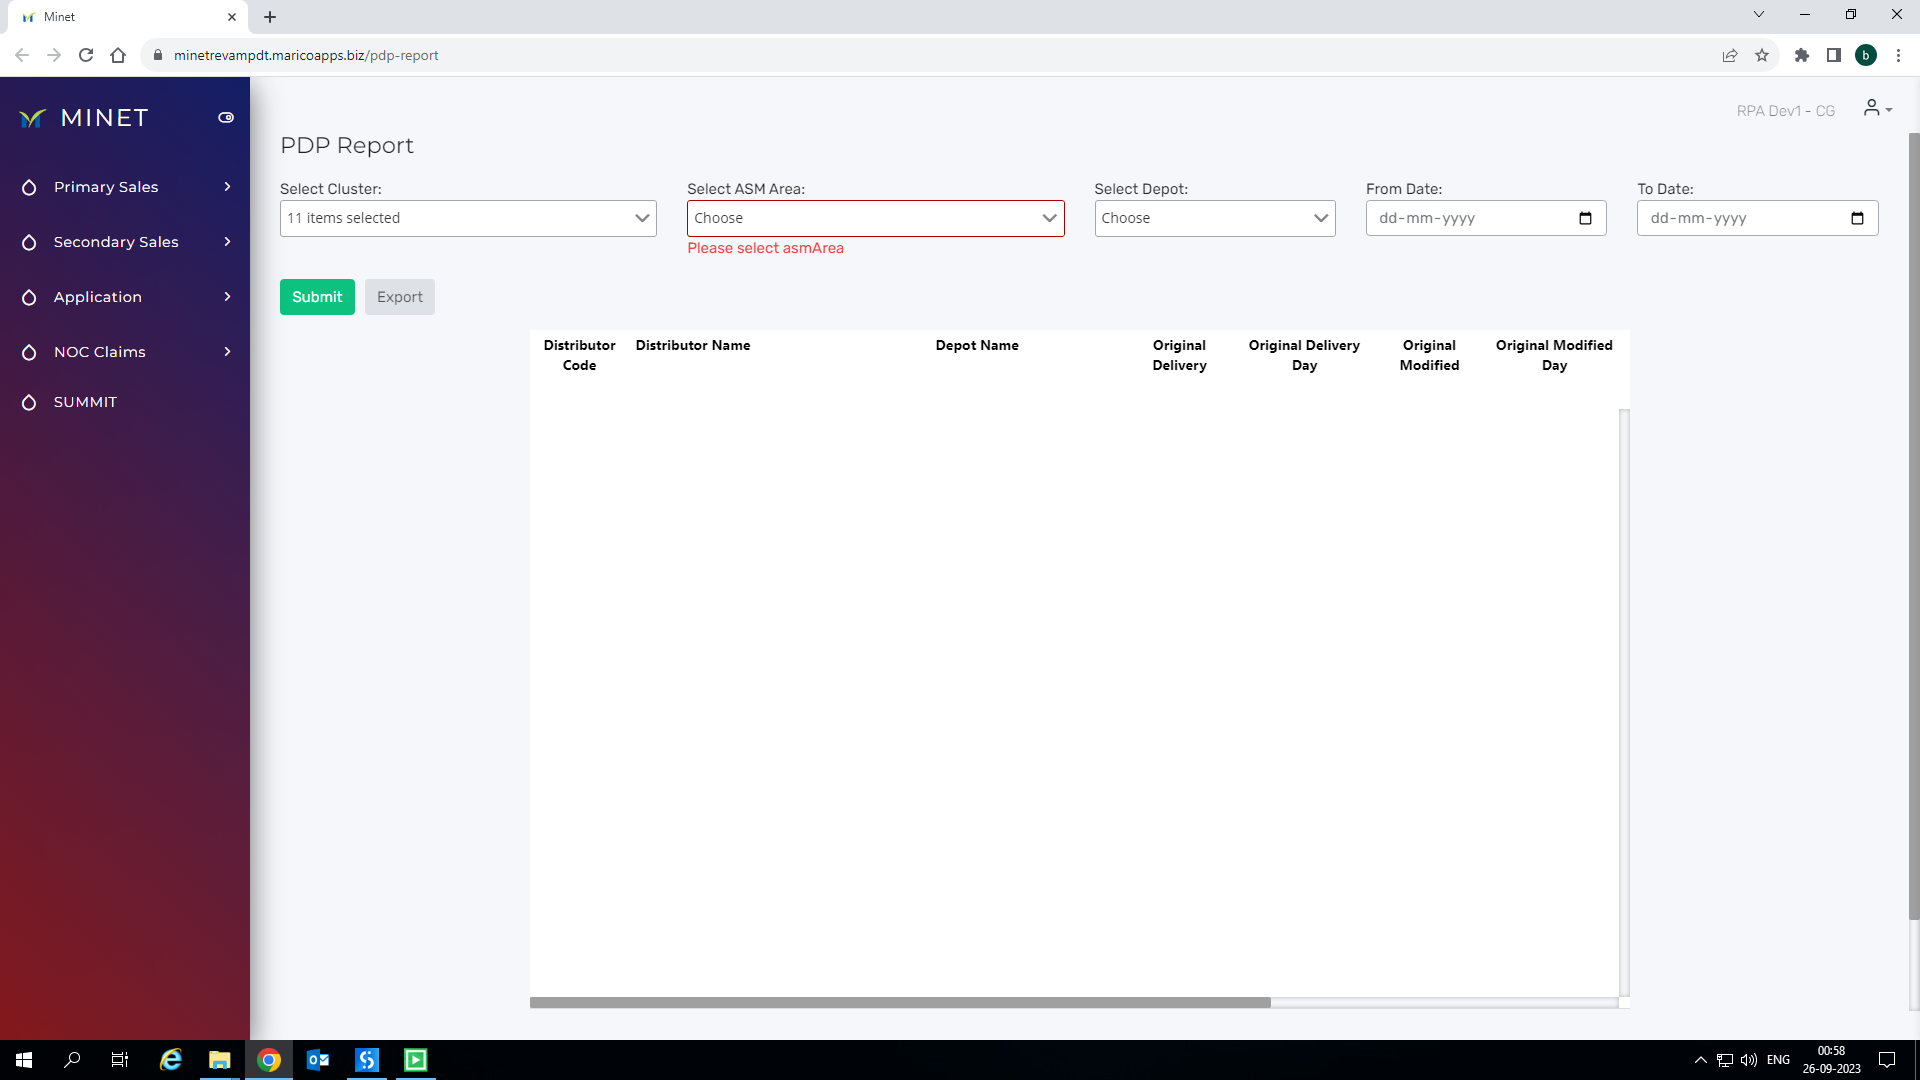 Minet
minetrevampdt.maricoapps.biz/pdp-report
b
MINET
RPA Dev1 - CG
PDP Report
Primary Sales
Secondary Sales
Application
NOC Claims
SUMMIT
Select Cluster:
Select ASM Area:
Select Depot:
From Date:
To Date:
11 items selected
Choose
Choose
dd-mm-yyyy
dd-mm-yyyy
Please select asmArea
Submit
Export
Distributor Code
Distributor Name
Depot Name
Original Delivery
Original Delivery Day
Original Modified
Original Modified Day
ENG
00:58
26-09-2023